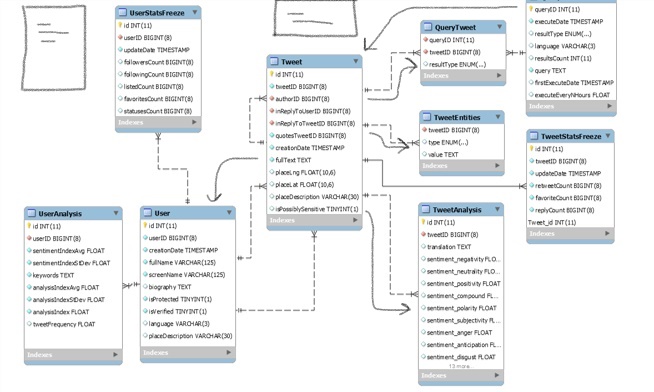 UserStatsFreeze
id INT(11)
userID BIGINT(8)
updateDate TIMESTAMP
followersCount BIGINT(8)
followingCount BIGINT(8)
listedCount BIGINT(8)
favoritesCount BIGINT(8)
statusesCount BIGINT(8)
Indexes
Tweet
id INT(11)
tweetID BIGINT(8)
authorID BIGINT(8)
inReplyToUserID BIGINT(8)
inReplyToTweetID BIGINT(8)
quotesTweetID BIGINT(8)
creationDate TIMESTAMP
fullText TEXT
placeLng FLOAT(10,6)
placeLat FLOAT(10,6)
placeDescription VARCHAR(30)
isPossiblySensitive TINYINT(1)
Indexes
QueryTweet
queryID INT(11)
tweetID BIGINT(8)
resultType ENUM(...)
Indexes
queryID INT(11)
executeDate TIMESTAMP
resultType ENUM(...)
language VARCHAR(3)
resultsCount INT(11)
query TEXT
firstExecuteDate TIMESTAMP
executeEveryNHours FLOAT
Indexes
TweetEntities
tweetID BIGINT(8)
type ENUM(...)
value TEXT
Indexes
TweetStatsFreeze
id INT(11)
tweetID BIGINT(8)
updateDate TIMESTAMP
retweetCount BIGINT(8)
favoriteCount BIGINT(8)
replyCount BIGINT(8)
Tweet_id INT(11)
Indexes
UserAnalysis
id INT(11)
userID BIGINT(8)
sentimentIndexAvg FLOAT
sentimentIndexStDev FLOAT
keywords TEXT
analysisIndexAvg FLOAT
analysisIndexStDev FLOAT
analysisIndex FLOAT
tweetFrequency FLOAT
Indexes
User
id INT(11)
userID BIGINT(8)
creationDate TIMESTAMP
fullName VARCHAR(125)
screenName VARCHAR(125)
biography TEXT
isProtected TINYINT(1)
isVerified TINYINT(1)
language VARCHAR(3)
placeDescription VARCHAR(30)
Indexes
TweetAnalysis
id INT(11)
tweetID BIGINT(8)
translation TEXT
sentiment_negativity FLO...
sentiment_neutrality FLO...
sentiment_positivity FLOAT
sentiment_compound FL...
sentiment_polarity FLOAT
sentiment_subjectivity FL...
sentiment_anger FLOAT
sentiment_anticipation FL...
sentiment_disgust FLOAT
13 more...
Indexes